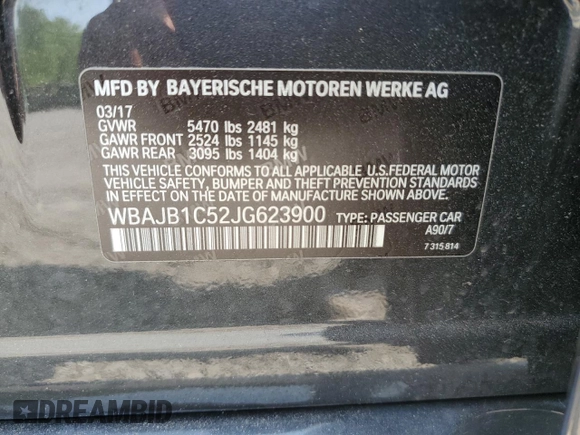 MFD BY BAYERISCHE MOTOREN WERKE AG
03/17
GVWR 5470 lbs 2481 kg
GAWR FRONT 2524 lbs 1145 kg
GAWR REAR 3095 lbs 1404 kg
THIS VEHICLE CONFORMS TO ALL APPLICABLE U.S.FEDERAL MOTOR
VEHICLE SAFETY, BUMPER AND THEFT PREVENTION STANDARDS
IN EFFECT ON THE DATE OF MANUFACTURE SHOWN ABOVE.
WBAJB1C52JG623900 TYPE: PASSENGER CAR
A90/7
7 315 814
DREAMBID